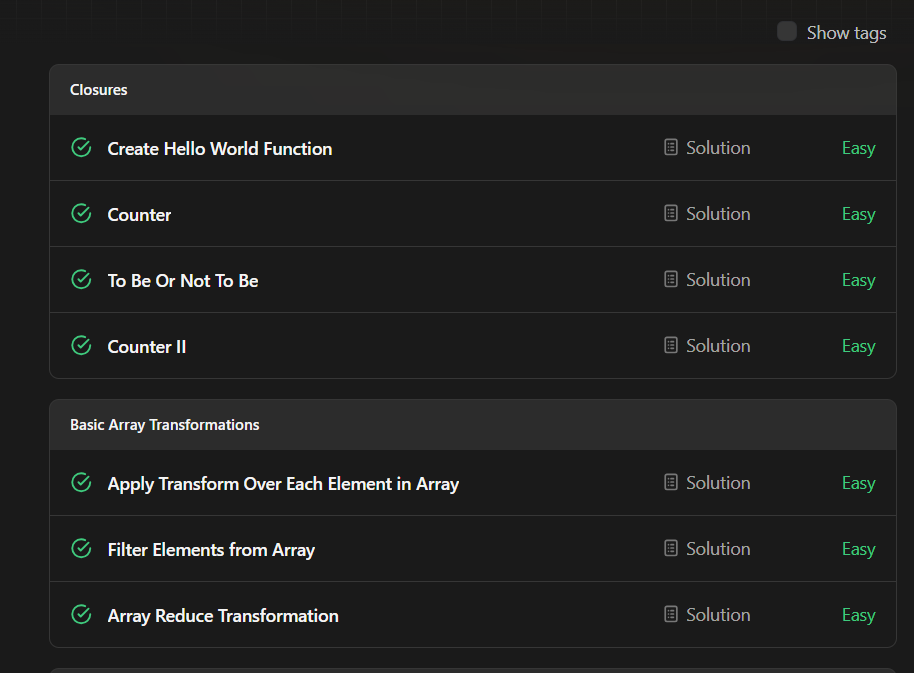 Show tags
Closures
Create Hello World Function Solution Easy
Counter Solution Easy
To Be Or Not To Be Solution Easy
Counter II Solution Easy
Basic Array Transformations
Apply Transform Over Each Element in Array Solution Easy
Filter Elements from Array Solution Easy
Array Reduce Transformation Solution Easy